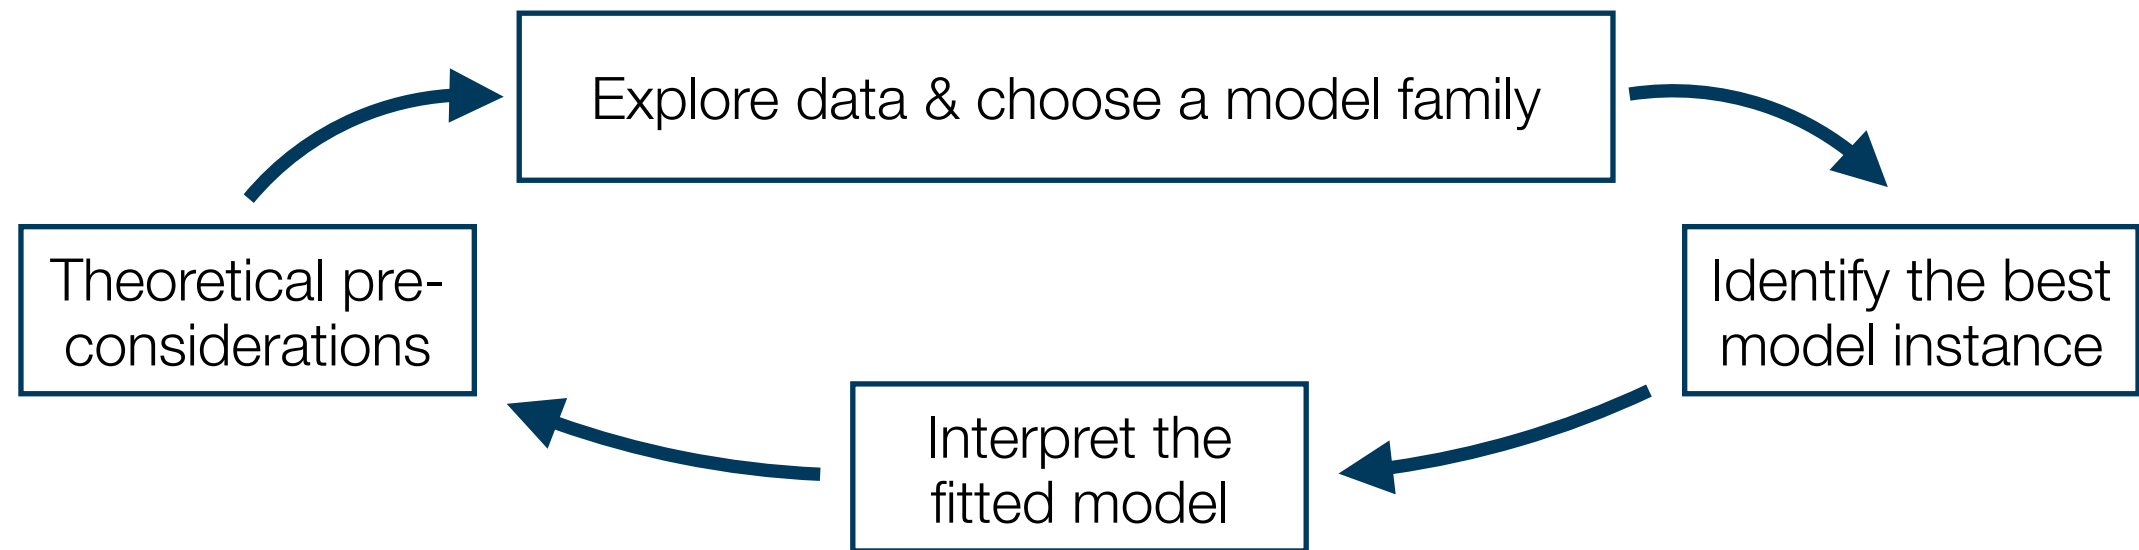 Explore data & choose a model family
Theoretical pre-
considerations
Identify the best
model instance
Interpret the
fitted model